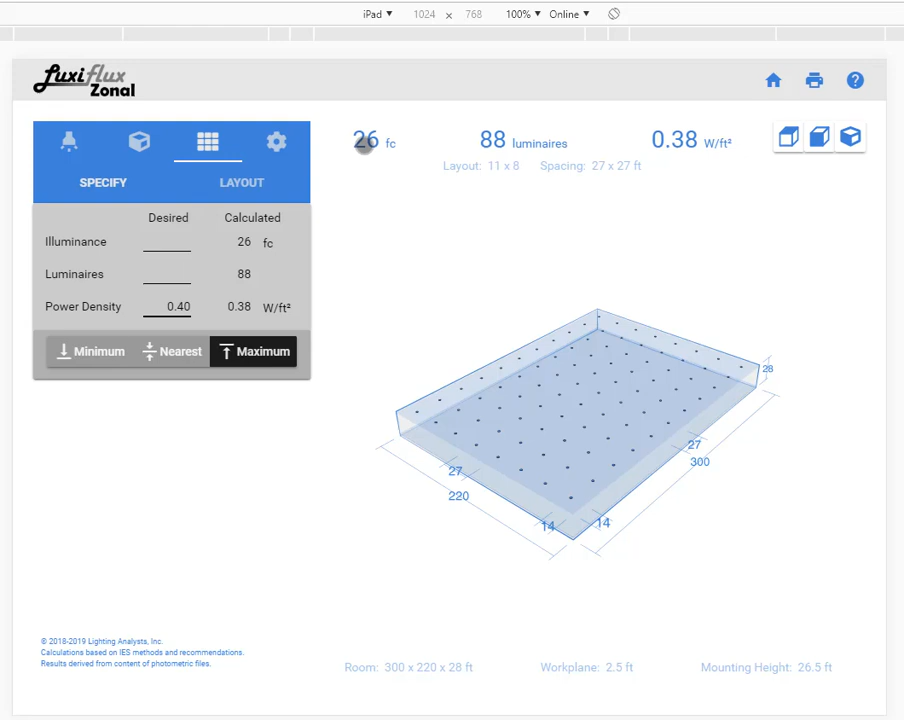 iPad ▼ 1024 x 768 100% ▼ Online ▼
Luxiflux
Zonal
SPECIFY LAYOUT
Desired Calculated
Illuminance 26 fc
Luminaires 88
Power Density 0.40 0.38 W/ft²
Minimum Nearest Maximum
26 fc 88 luminaires 0.38 W/ft²
Layout: 11 x 8 Spacing: 27 x 27 ft
28
27
300
27
220
14
14
© 2018-2019 Lighting Analysts, Inc.
Calculations based on IES methods and recommendations.
Results derived from content of photometric files.
Room: 300 x 220 x 28 ft Workplane: 2.5 ft Mounting Height: 26.5 ft